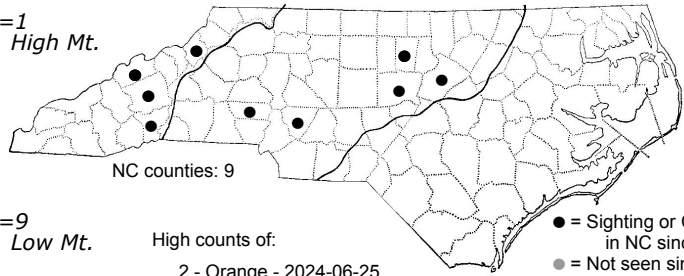 =1
High Mt.
NC counties: 9
=9
Low Mt.
High counts of:
2 - Orange - 2024-06-25
● = Sighting or
in NC sinc
● = Not seen sin